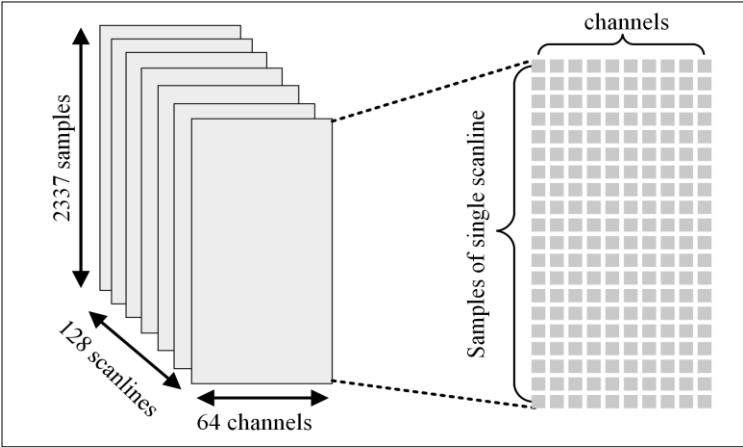 channels
2337 samples
Samples of single scanline
128 scanlines
64 channels